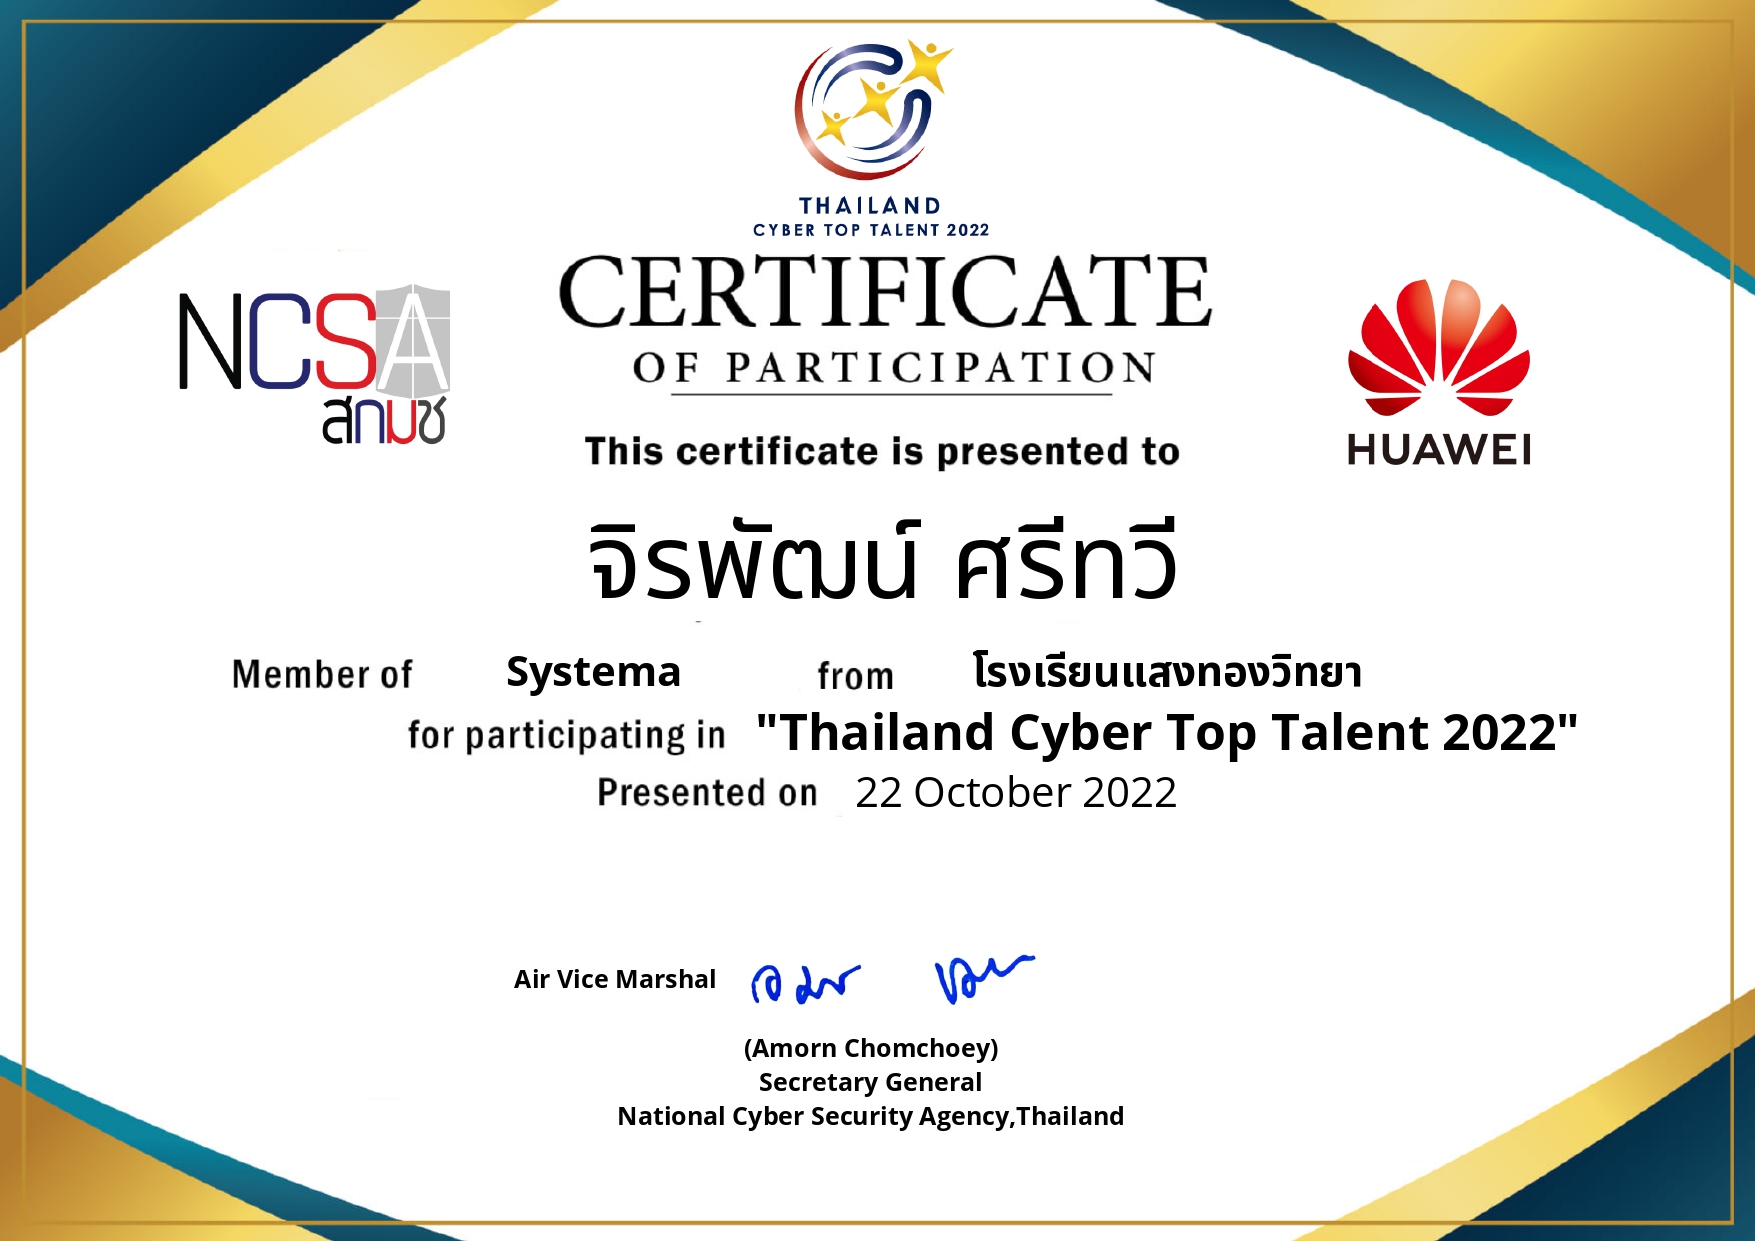 THAILAND
CYBER TOP TALENT 2022
NCSA
สกมช
CERTIFICATE
OF PARTICIPATION
HUAWEI
This certificate is presented to
จิรพัฒน์ ศรีทวี
Member of Systema from โรงเรียนแสงทองวิทยา
for participating in "Thailand Cyber Top Talent 2022"
Presented on 22 October 2022
Air Vice Marshal
(Amorn Chomchoey)
Secretary General
National Cyber Security Agency,Thailand